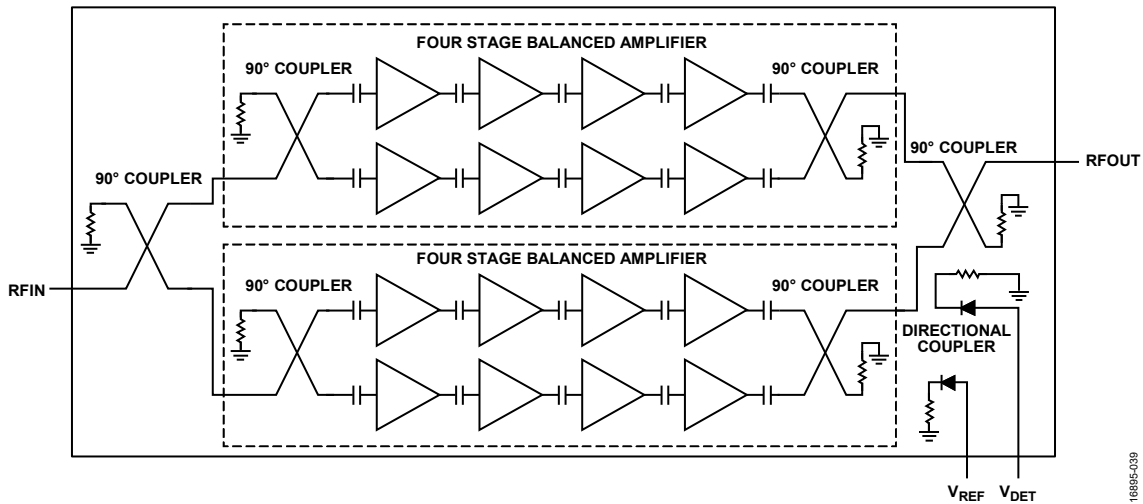 FOUR STAGE BALANCED AMPLIFIER
90° COUPLER
90° COUPLER
90° COUPLER
90° COUPLER
RFOUT
RFIN
FOUR STAGE BALANCED AMPLIFIER
90° COUPLER
90° COUPLER
DIRECTIONAL
COUPLER
VREF
VDET
16895-039